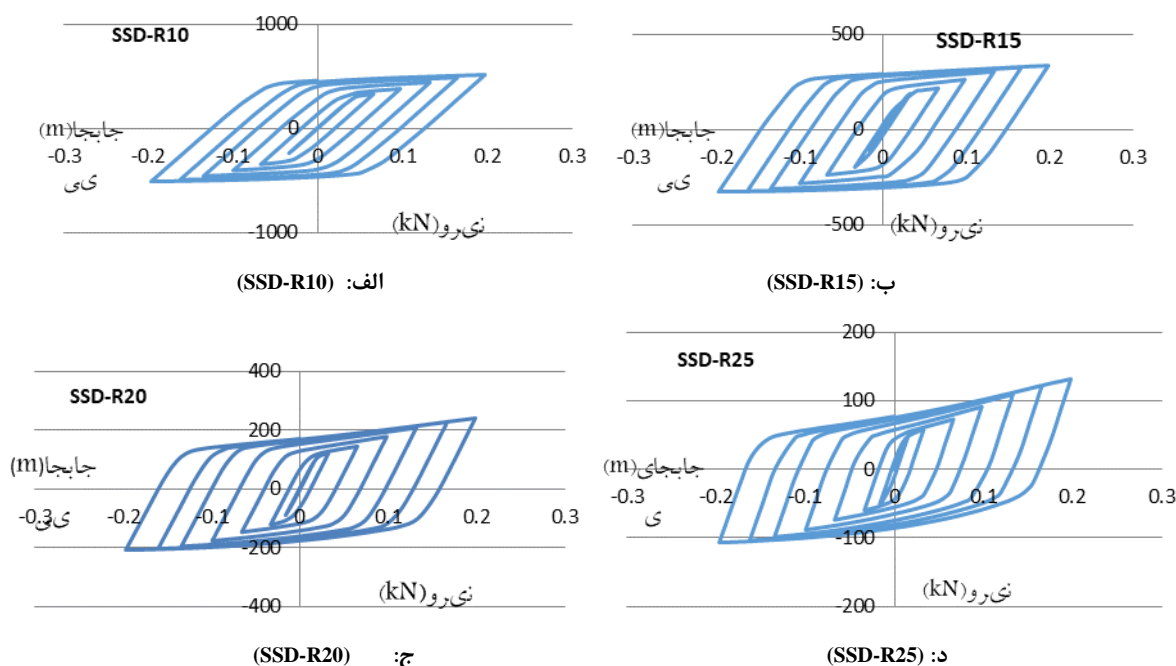 1000
SSD-R10
0
جابجا(m)
-0.3 -0.2 -0.1 0 0.1 0.2 0.3
یی
نیرو(kN)
-1000
الف: (SSD-R10)
500
SSD-R15
0
جابجا(m)
-0.3 -0.2 -0.1 0 0.1 0.2 0.3
یی
-500
نیرو(kN)
ب: (SSD-R15)
400
SSD-R20
200
جابجا(m)
0
-0.3 -0.2 -0.1 0 0.1 0.2 0.3
یی
-200
نیرو(kN)
-400
ج: (SSD-R20)
200
SSD-R25
100
جابجای(m)
0
-0.3 -0.2 -0.1 0 0.1 0.2 0.3
ی
-100
نیرو(kN)
-200
د: (SSD-R25)